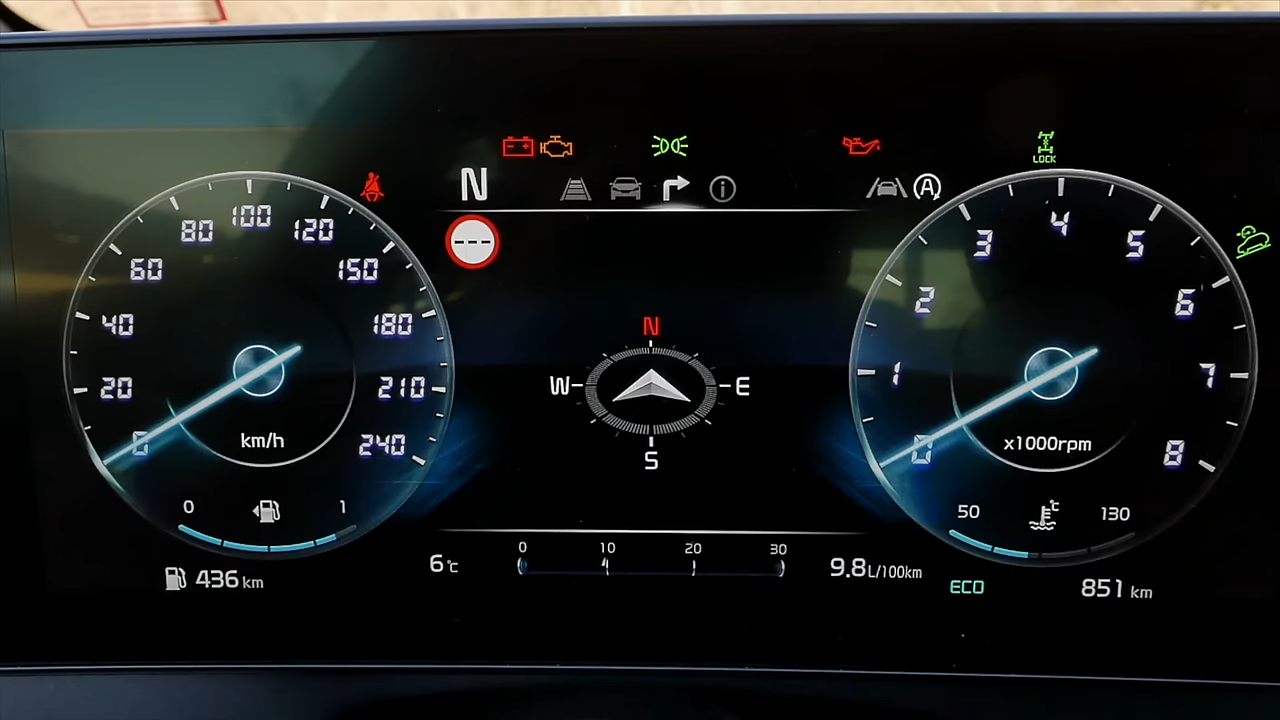 LOCK
N
A
i
80 100 120
60 150
40 180
20 210
0 240
km/h
---
N
W E
S
4
3 5
2 6
1 7
0 8
x1000rpm
0 1
50 °C 130
436 km
6°C
0 10 20 30
9.8 L/100km
ECO
851 km